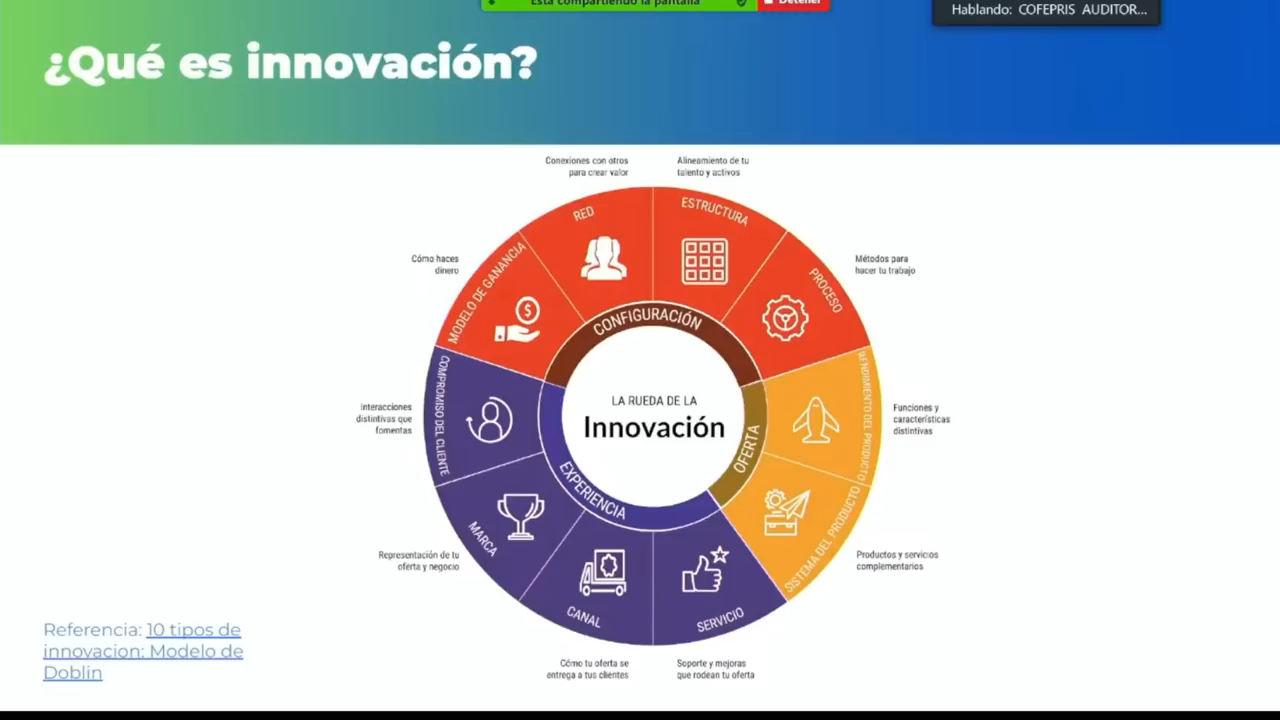 Está compartiendo la pantalla
Detener
Hablando: COFEPRIS AUDITOR...
¿Qué es innovación?
Conexiones con otros
para crear valor
Alineamiento de tu
talento y activos
RED
ESTRUCTURA
Cómo haces
dinero
MODELO DE GANANCIA
PROCESO
Métodos para
hacer tu trabajo
CONFIGURACIÓN
COMPROMISO DEL CLIENTE
RENDIMIENTO DEL PRODUCTO
Interacciones
distintivas que
fomentas
LA RUEDA DE LA
Innovación
OFERTA
Funciones y
características
distintivas
EXPERIENCIA
MARCA
SISTEMA DEL PRODUCTO
Representación de tu
oferta y negocio
Productos y servicios
complementarios
CANAL
SERVICIO
Cómo tu oferta se
entrega a tus clientes
Soporte y mejoras
que rodean tu oferta
Referencia: 10 tipos de
innovacion: Modelo de
Doblin